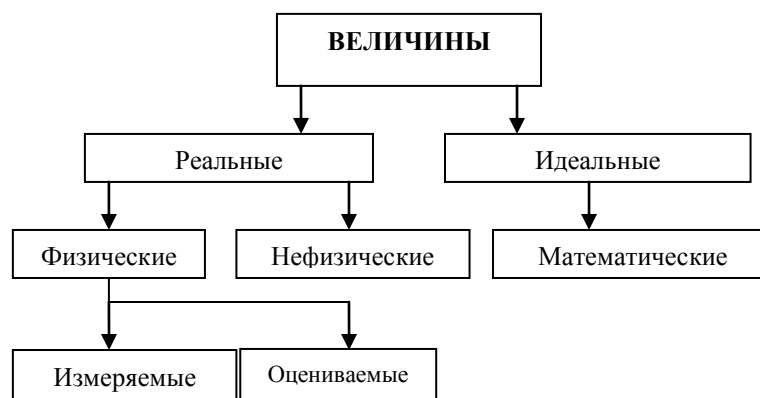 ВЕЛИЧИНЫ
Реальные
Идеальные
Физические
Нефизические
Математические
Измеряемые
Оцениваемые